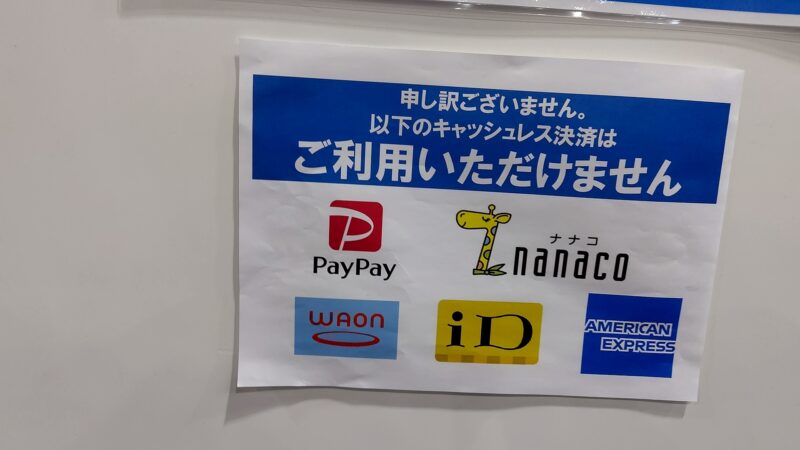 申し訳ございません。
以下のキャッシュレス決済は
ご利用いただけません
PayPay
ナナコ
nanaco
WAON
iD
AMERICAN
EXPRESS